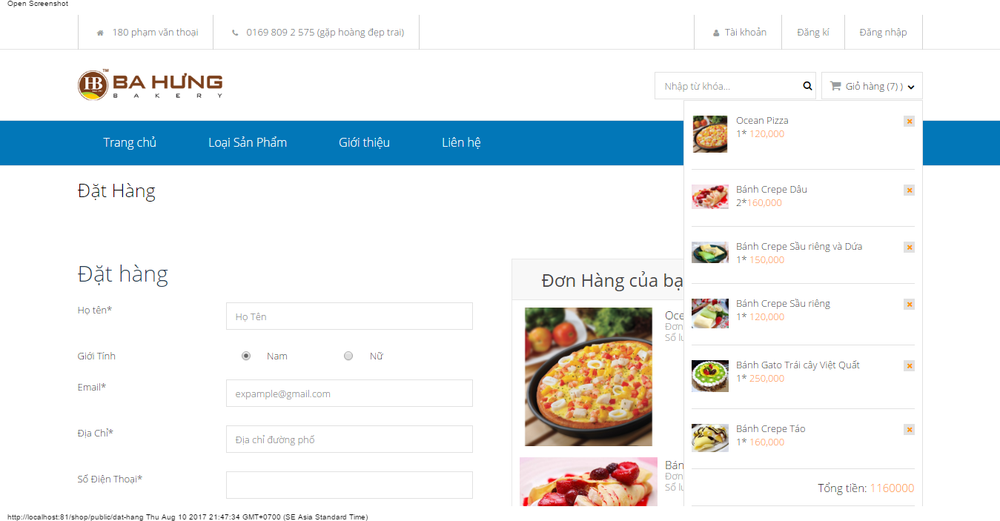 Open Screenshot
180 phạm văn thoại
0169 809 2 575 (gặp hoàng đẹp trai)
Tài khoản
Đăng kí
Đăng nhập
HB
TM
BA HƯNG
BAKERY
Nhập từ khóa...
Giỏ hàng (7) )
Trang chủ
Loại Sản Phẩm
Giới thiệu
Liên hệ
Ocean Pizza
1* 120,000
Bánh Crepe Dâu
2*160,000
Bánh Crepe Sầu riêng và Dứa
1* 150,000
Bánh Crepe Sầu riêng
1* 120,000
Bánh Gato Trái cây Việt Quất
1* 250,000
Bánh Crepe Táo
1* 160,000
Tổng tiền: 1160000
Đặt Hàng
Đặt hàng
Họ tên*
Họ Tên
Giới Tính
Nam
Nữ
Email*
expample@gmail.com
Địa Chỉ*
Địa chỉ đường phố
Số Điện Thoại*
Đơn Hàng của bạ
Oce
Đơn
Số lu
Bán
Đơn
Số lu
http://localhost:81/shop/public/dat-hang Thu Aug 10 2017 21:47:34 GMT+0700 (SE Asia Standard Time)